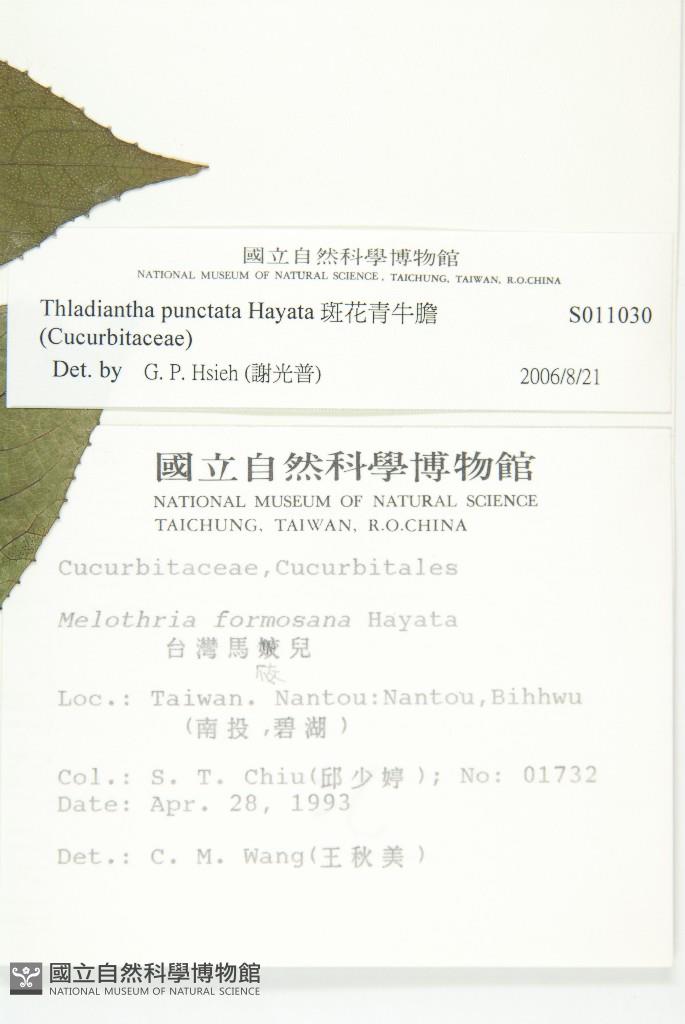 國立自然科學博物館
NATIONAL MUSEUM OF NATURAL SCIENCE, TAICHUNG, TAIWAN, R.O.CHINA
Thladiantha punctata Hayata 斑花青牛膽 S011030
(Cucurbitaceae)
Det. by G. P. Hsieh (謝光普) 2006/8/21
國立自然科學博物館
NATIONAL MUSEUM OF NATURAL SCIENCE
TAICHUNG, TAIWAN, R.O.CHINA
Cucurbitaceae,Cucurbitales
Melothria formosana Hayata
台灣馬㼎兒
Loc.: Taiwan. Nantou:Nantou,Bihhwu
(南投,碧湖)
Col.: S. T. Chiu(邱少婷); No: 01732
Date: Apr. 28, 1993
Det.: C. M. Wang(王秋美)
國立自然科學博物館
NATIONAL MUSEUM OF NATURAL SCIENCE